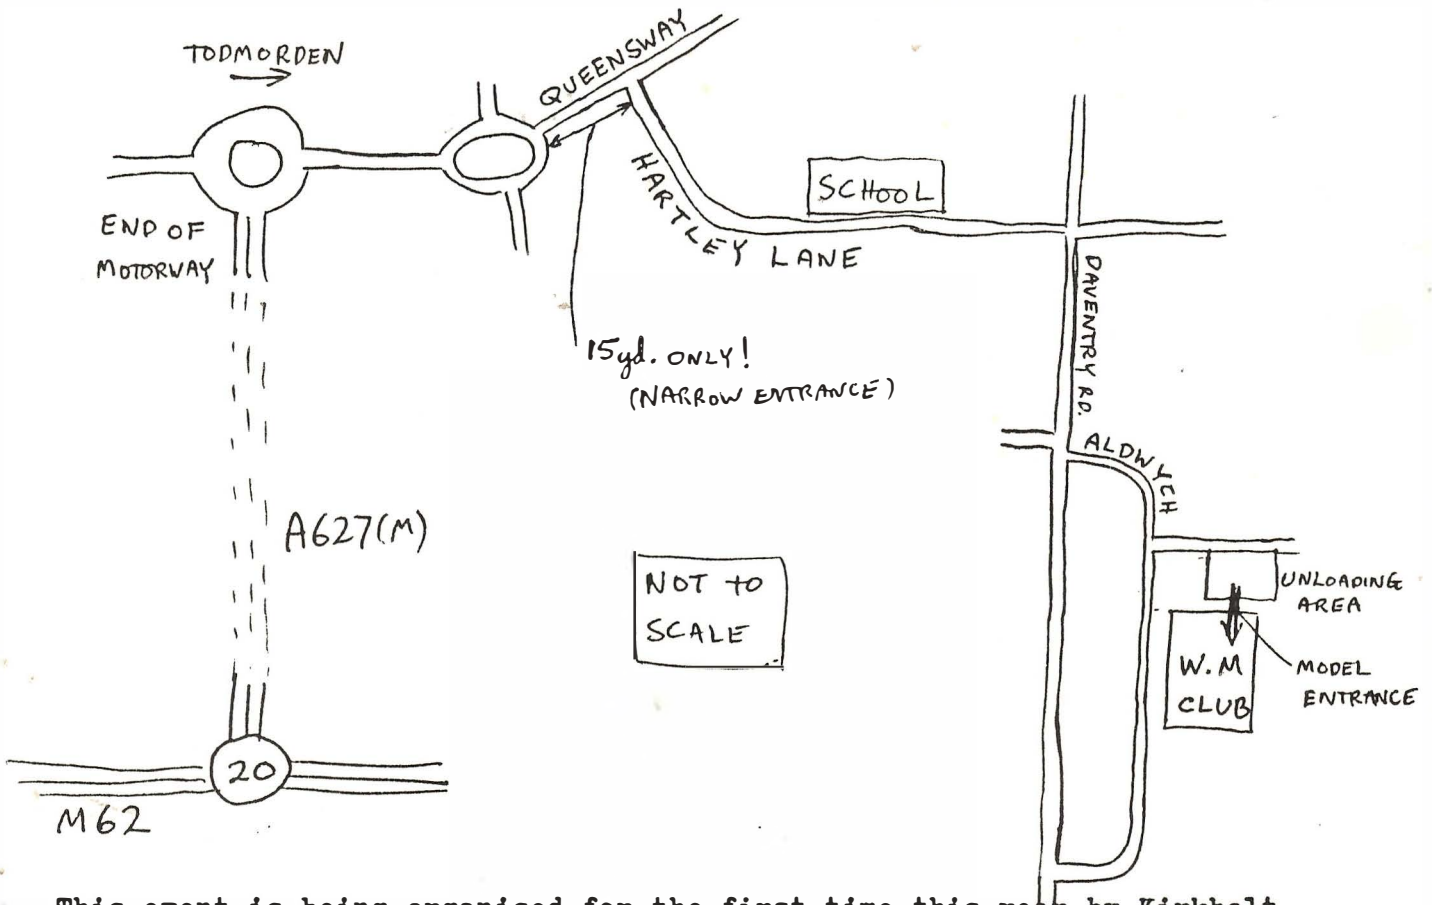 TODMORDEN
QUEENSWAY
SCHOOL
HARTLEY LANE
END OF
MOTORWAY
DAVENTRY RD.
15yd. ONLY!
(NARROW ENTRANCE)
ALDWYCH
A627(M)
NOT TO
SCALE
UNLOADING
AREA
W.M
CLUB
MODEL
ENTRANCE
20
M62
This event is being organised for the first time this year by Kirkholt